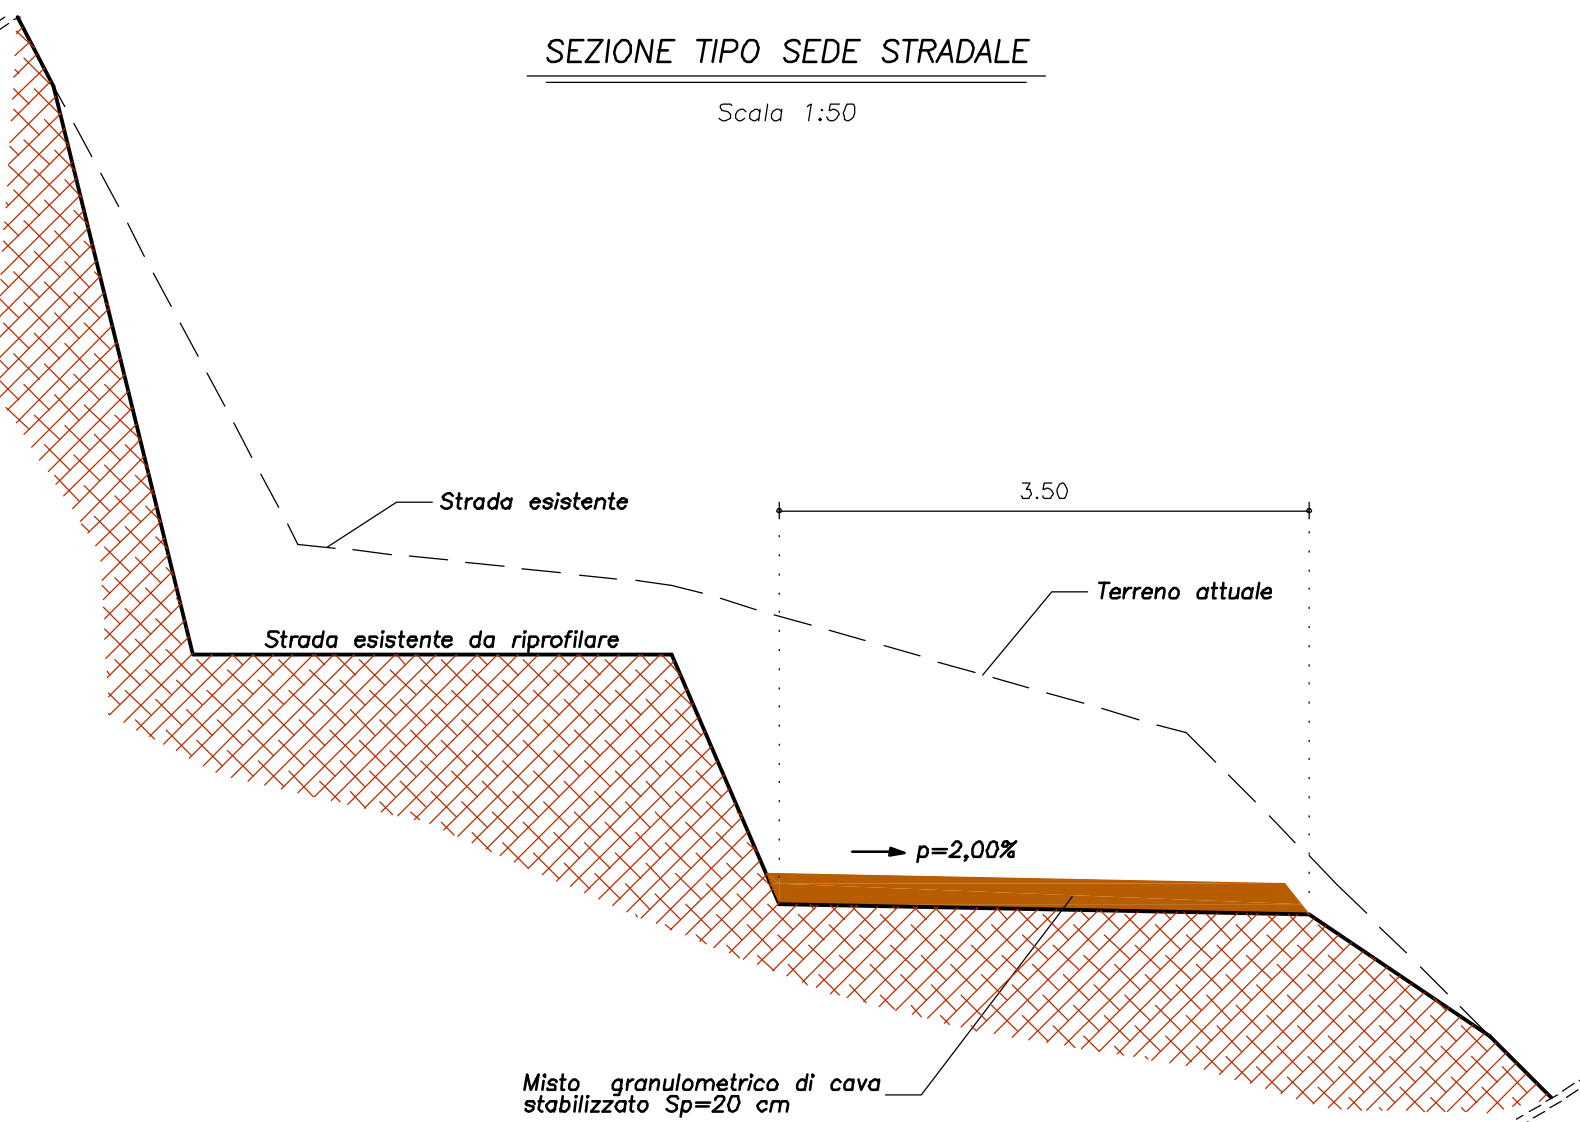 SEZIONE TIPO SEDE STRADALE
Scala 1:50
3.50
Strada esistente
Terreno attuale
Strada esistente da riprofilare
p=2,00%
Misto granulometrico di cava
stabilizzato Sp=20 cm